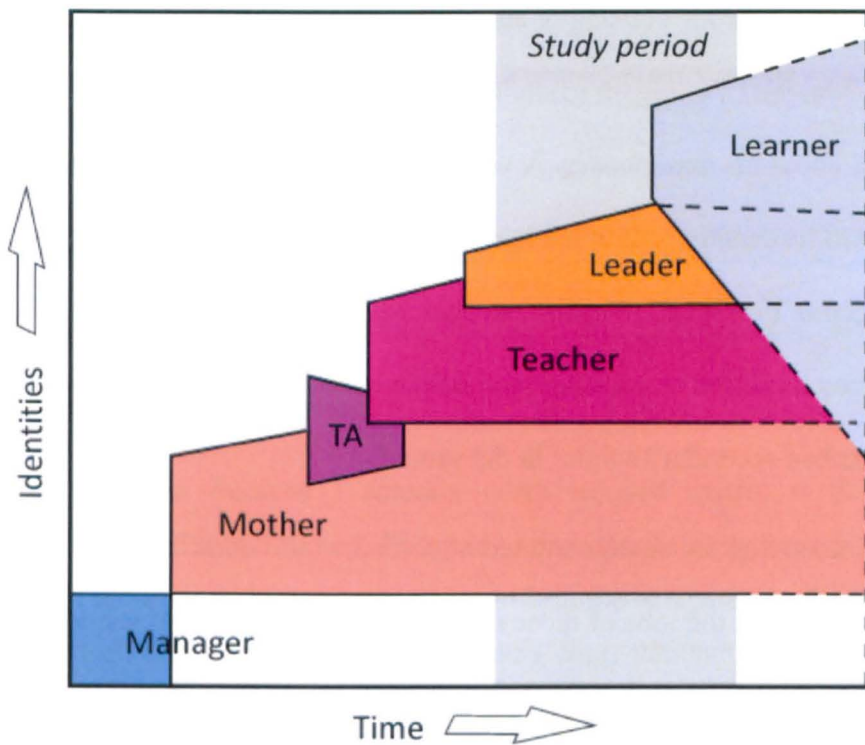 Study period
Learner
Leader
Teacher
TA
Mother
Manager
Identities
Time